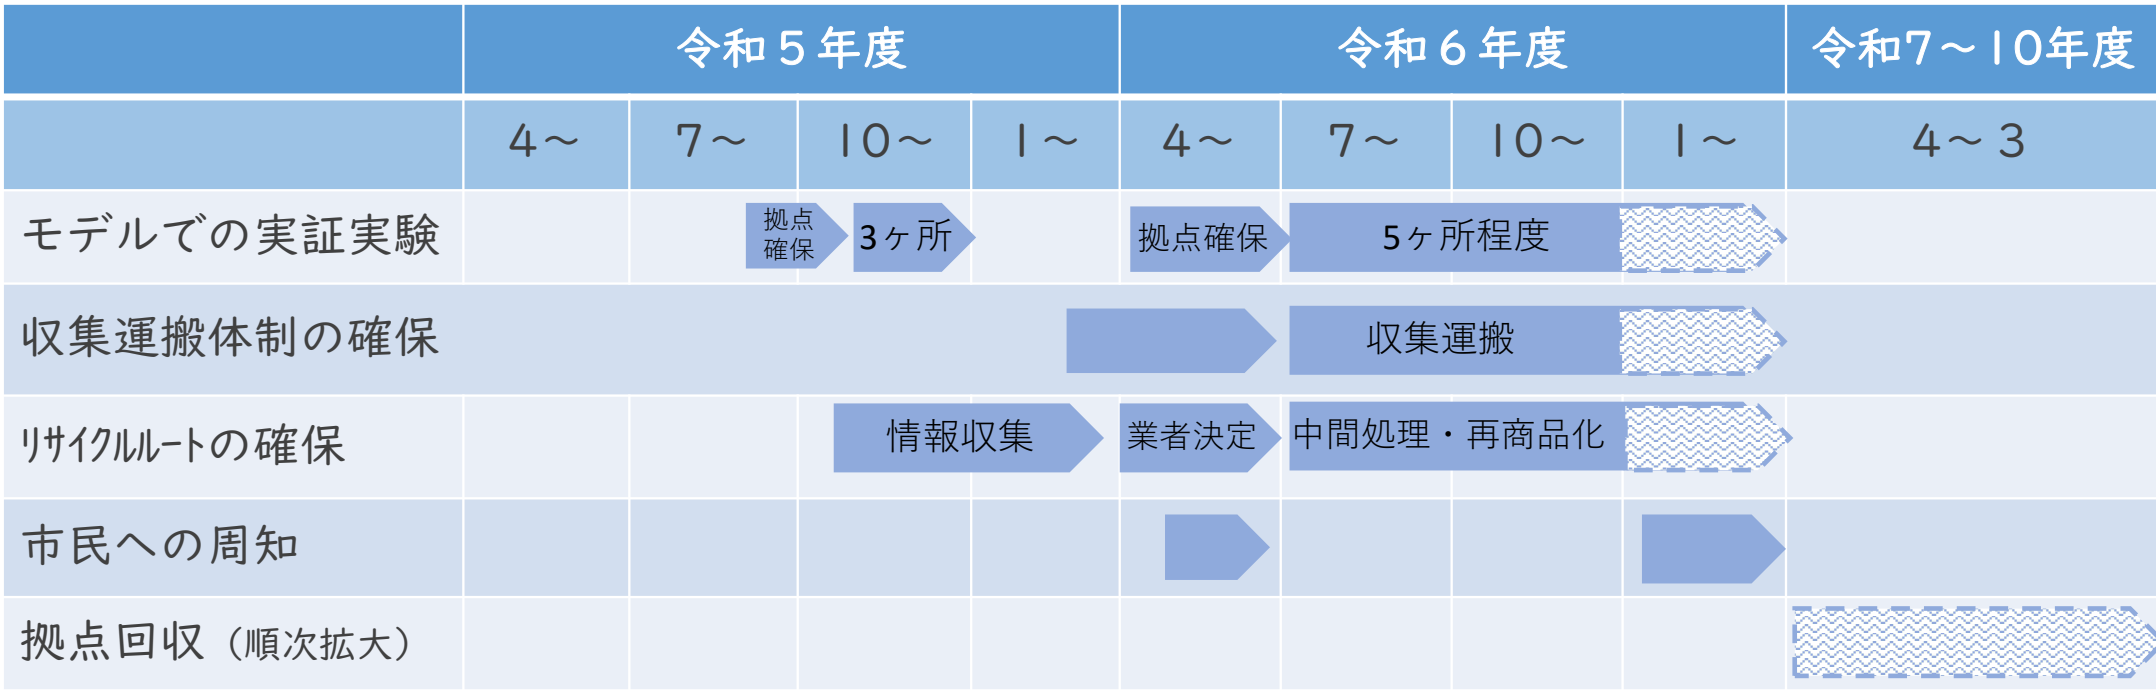 令和５年度 令和６年度 令和7～10年度
4～ 7～ 10～ 1～ 4～ 7～ 10～ 1～ 4～３
モデルでの実証実験 拠点 3ヶ所 拠点確保 5ヶ所程度
確保
収集運搬体制の確保 収集運搬
ﾘｻｲｸﾙﾙｰﾄの確保 情報収集 業者決定 中間処理・再商品化
市民への周知
拠点回収（順次拡大）